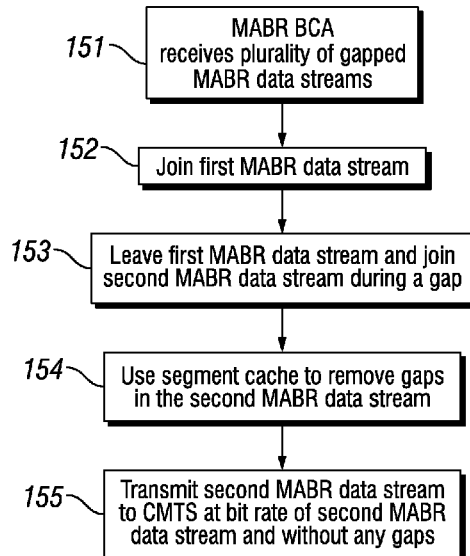 151
MABR BCA
receives plurality of gapped
MABR data streams
152
Join first MABR data stream
153
Leave first MABR data stream and join
second MABR data stream during a gap
154
Use segment cache to remove gaps
in the second MABR data stream
155
Transmit second MABR data stream
to CMTS at bit rate of second MABR
data stream and without any gaps